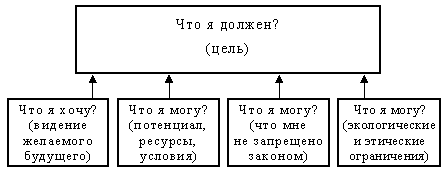 Что я должен?
(цель)
Что я хочу?
(видение
желаемого
будущего)
Что я могу?
(потенциал,
ресурсы,
условия)
Что я могу?
(что мне
не запрещено
законом)
Что я могу?
(экологические
и этические
ограничения)